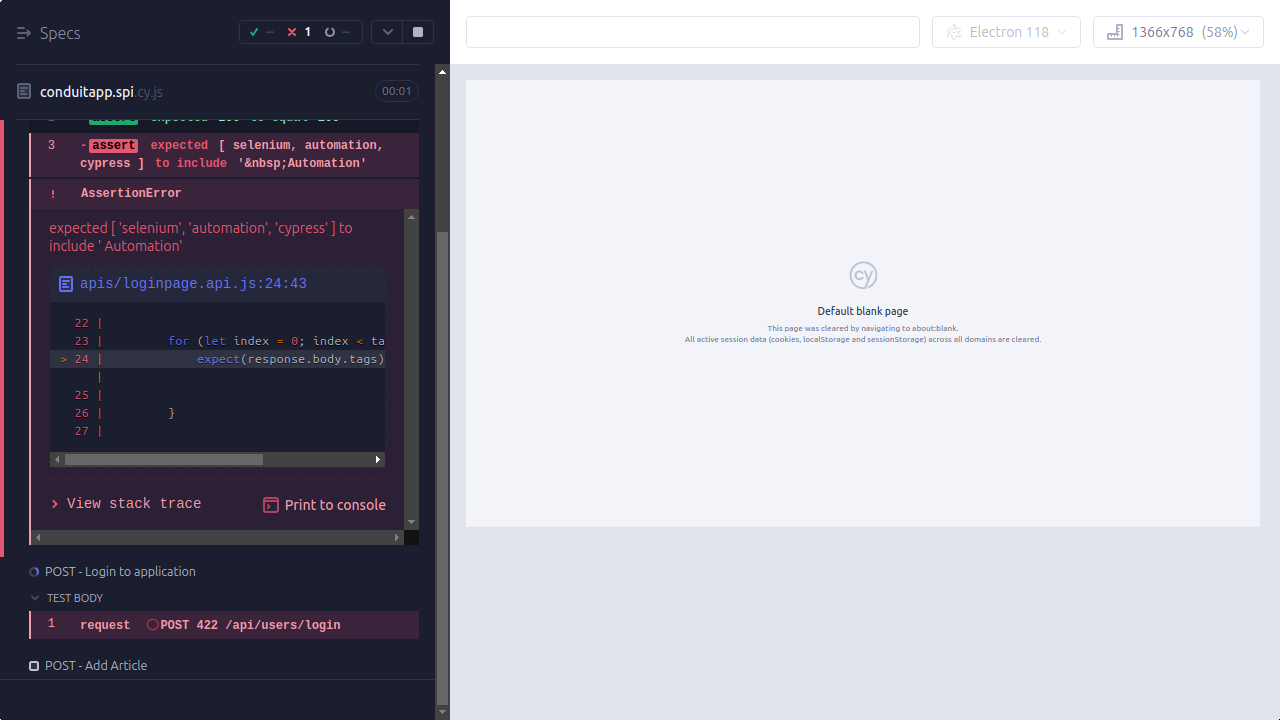 Specs
--
1
--
Electron 118
1366x768 (58%)
conduitapp.spi.cy.js
00:01
3 -assert expected [ selenium, automation,
cypress ] to include '&nbsp;Automation'
! AssertionError
expected [ 'selenium', 'automation', 'cypress' ] to
include ' Automation'
apis/loginpage.api.js:24:43
22 |
23 | for (let index = 0; index < ta
> 24 | expect(response.body.tags)
|
25 |
26 | }
27 |
View stack trace
Print to console
POST - Login to application
TEST BODY
1 request POST 422 /api/users/login
POST - Add Article
cy
Default blank page
This page was cleared by navigating to about:blank.
All active session data (cookies, localStorage and sessionStorage) across all domains are cleared.